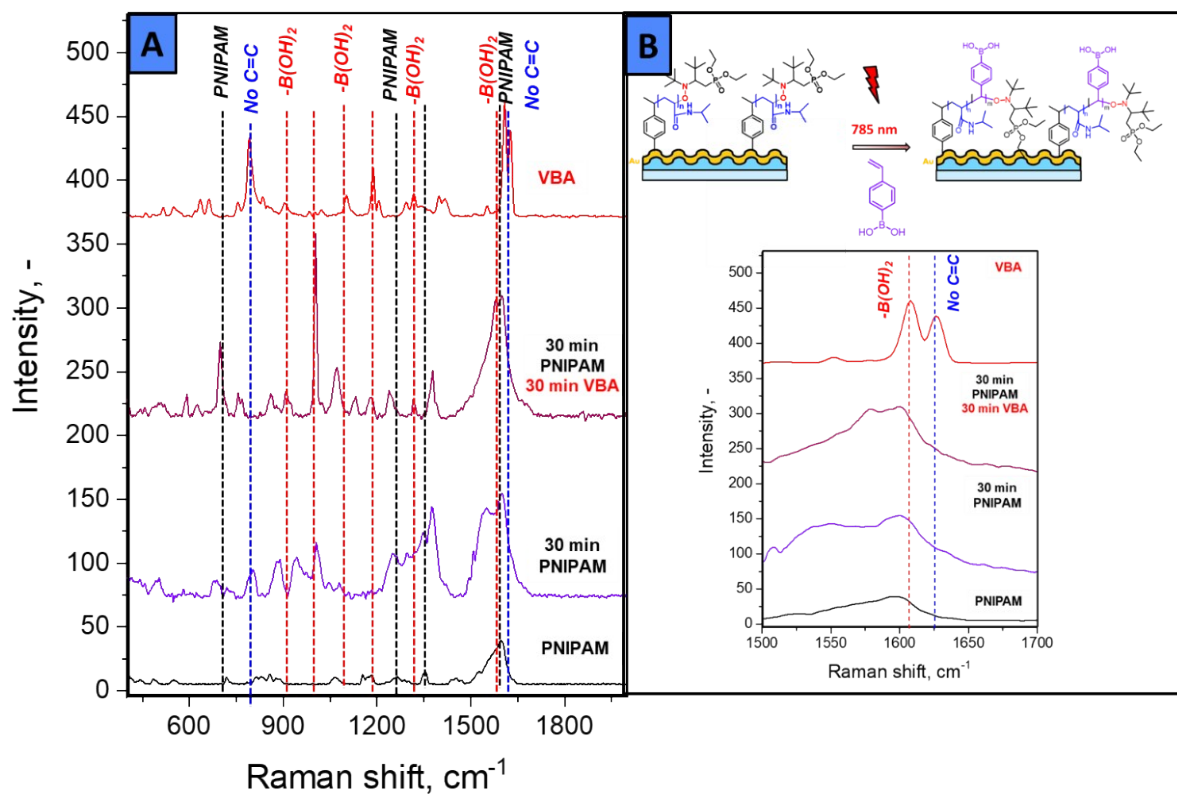 A
PNIPAM
No C=C
-B(OH)2
-B(OH)2
PNIPAM
-B(OH)2
-B(OH)2
PNIPAM
No C=C
500
450
400
350
300
250
200
150
100
50
0
VBA
30 min
PNIPAM
30 min VBA
30 min
PNIPAM
PNIPAM
600
1200
1800
Intensity, -
Raman shift, cm-1
B
785 nm
Au
Au
HO
OH
B
HO
OH
B
HO
B
OH
-B(OH)2
No C=C
VBA
30 min
PNIPAM
30 min VBA
30 min
PNIPAM
PNIPAM
500
450
400
350
300
250
200
150
100
50
0
1500
1550
1600
1650
1700
Intensity, -
Raman shift, cm-1